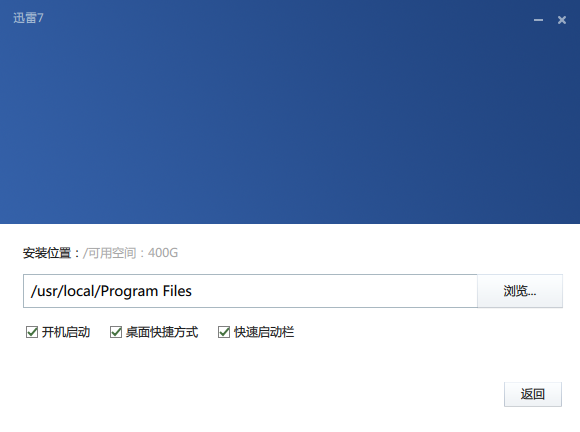 迅雷7
安装位置：/可用空间：400G
/usr/local/Program Files 浏览...
开机启动 桌面快捷方式 快速启动栏
返回